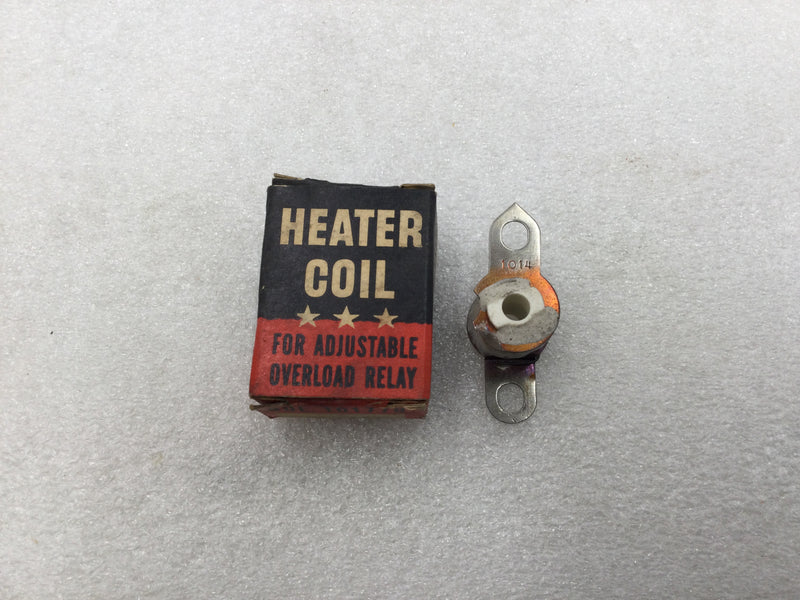 HEATER
COIL
FOR ADJUSTABLE
OVERLOAD RELAY
1014